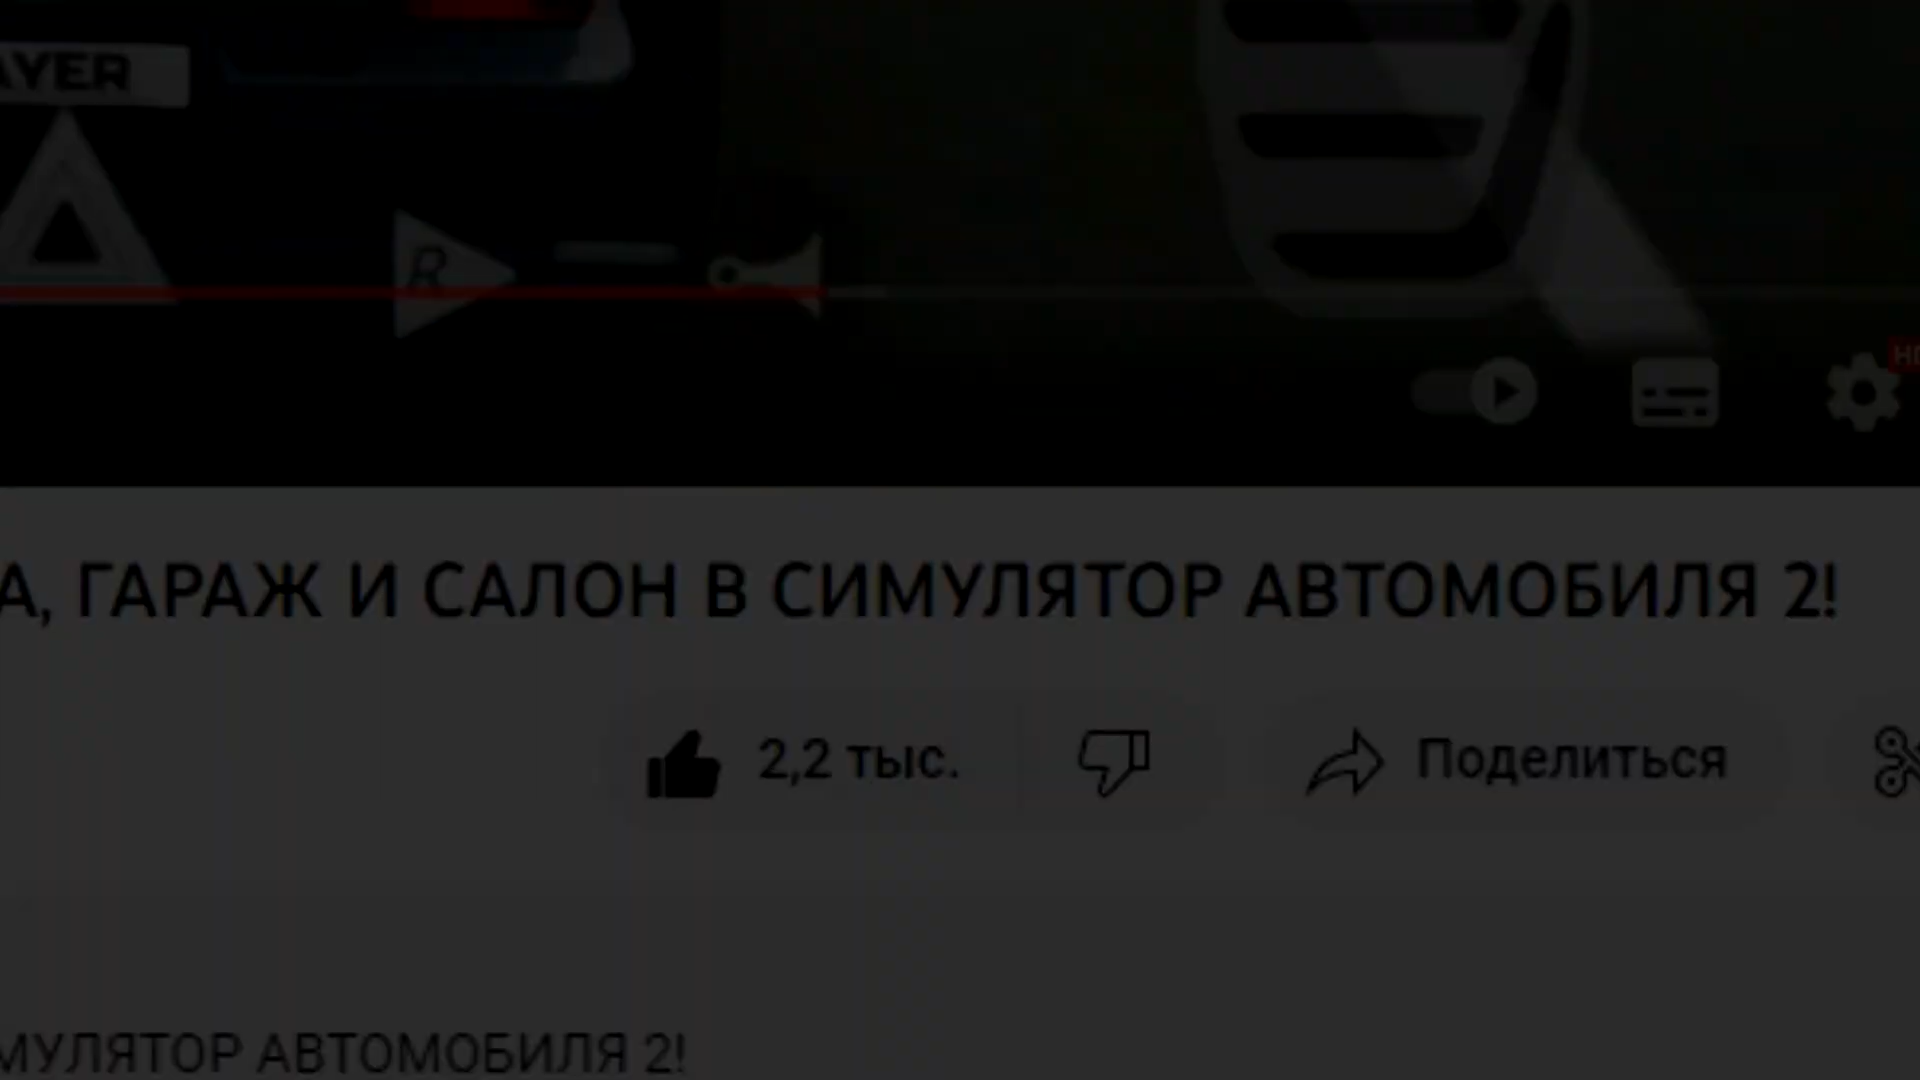 AYER
R
А, ГАРАЖ И САЛОН В СИМУЛЯТОР АВТОМОБИЛЯ 2!
2,2 тыс.
Поделиться
МУЛЯТОР АВТОМОБИЛЯ 2!